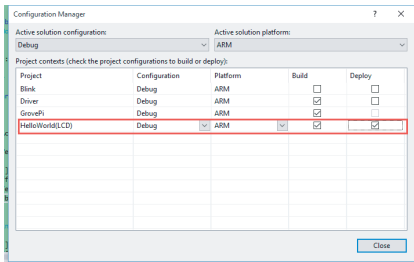 Configuration Manager ? X
Active solution configuration: Active solution platform:
Debug ARM
Project contexts (check the project configurations to build or deploy):
Project Configuration Platform Build Deploy
Blink Debug ARM
Driver Debug ARM
GrovePi Debug ARM
HelloWorld(LCD) Debug ARM
Close